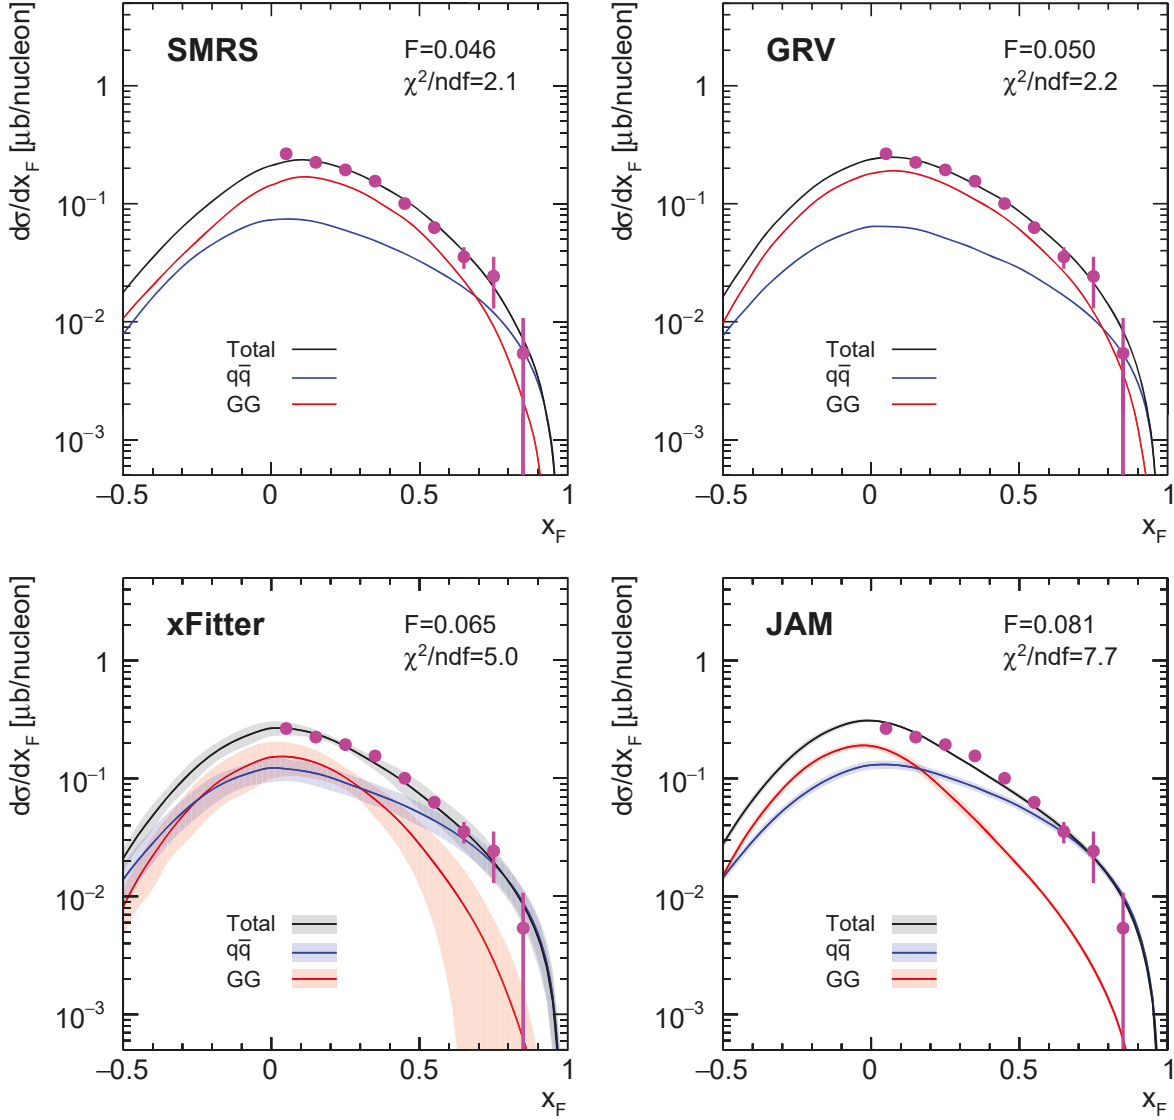 SMRS
F=0.046
χ²/ndf=2.1
dσ/dx_F [μb/nucleon]
1
10⁻¹
10⁻²
10⁻³
Total
qq̅
GG
−0.5 0 0.5 1
x_F
GRV
F=0.050
χ²/ndf=2.2
dσ/dx_F [μb/nucleon]
1
10⁻¹
10⁻²
10⁻³
Total
qq̅
GG
−0.5 0 0.5 1
x_F
xFitter
F=0.065
χ²/ndf=5.0
dσ/dx_F [μb/nucleon]
1
10⁻¹
10⁻²
10⁻³
Total
qq̅
GG
−0.5 0 0.5 1
x_F
JAM
F=0.081
χ²/ndf=7.7
dσ/dx_F [μb/nucleon]
1
10⁻¹
10⁻²
10⁻³
Total
qq̅
GG
−0.5 0 0.5 1
x_F